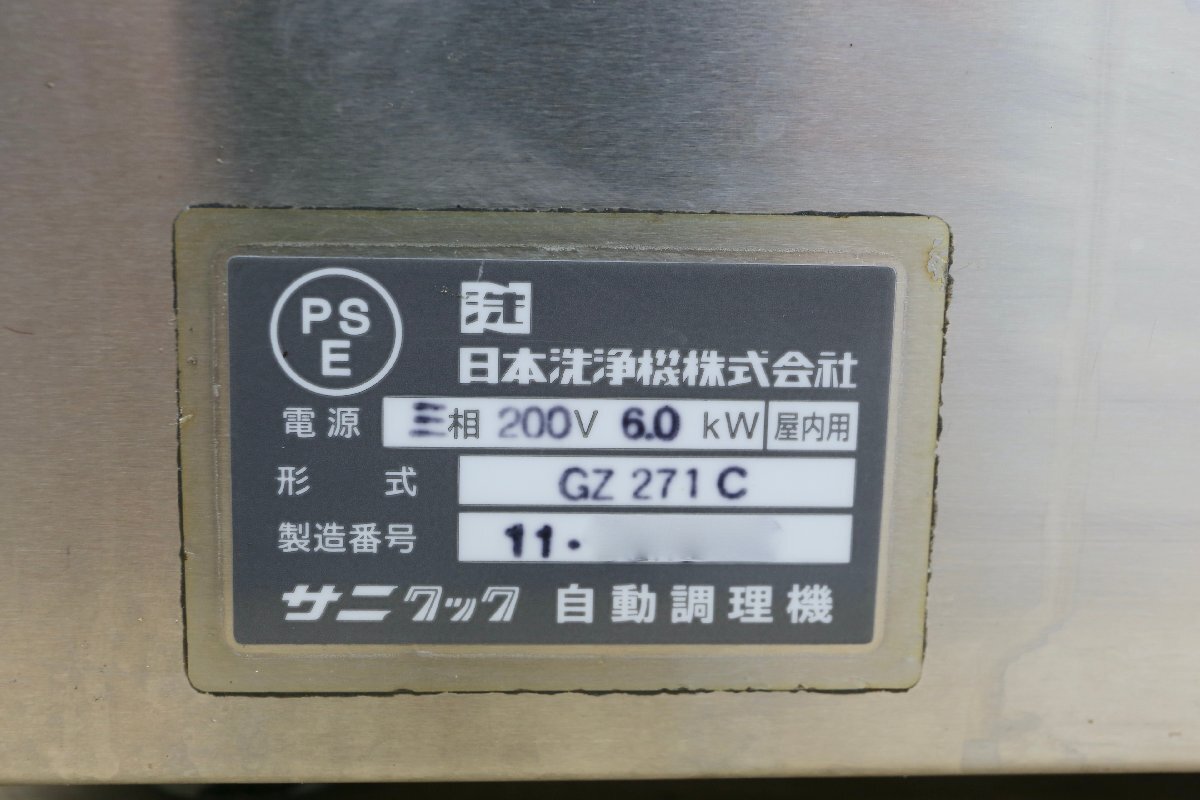 PS
E
日本洗浄機株式会社
電源 三相 200V 6.0 kW 屋内用
形式 GZ 271 C
製造番号 11・
サニクック 自動調理機